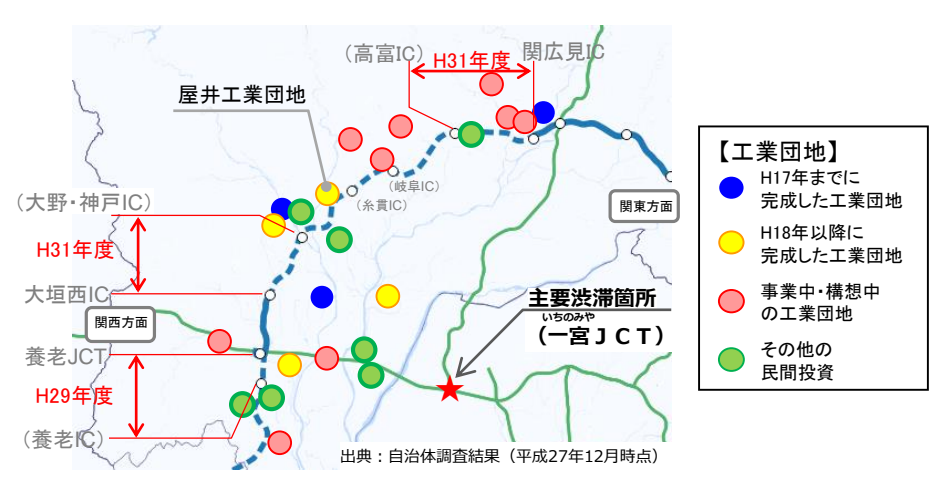 (高富IC)
H31年度
関広見IC
屋井工業団地
(岐阜IC)
(糸貫IC)
(大野・神戸IC)
H31年度
大垣西IC
関西方面
養老JCT
H29年度
(養老IC)
関東方面
主要渋滞箇所
いちのみや
(一宮JCT)
出典：自治体調査結果（平成27年12月時点）
【工業団地】
H17年までに
完成した工業団地
H18年以降に
完成した工業団地
事業中・構想中
の工業団地
その他の
民間投資